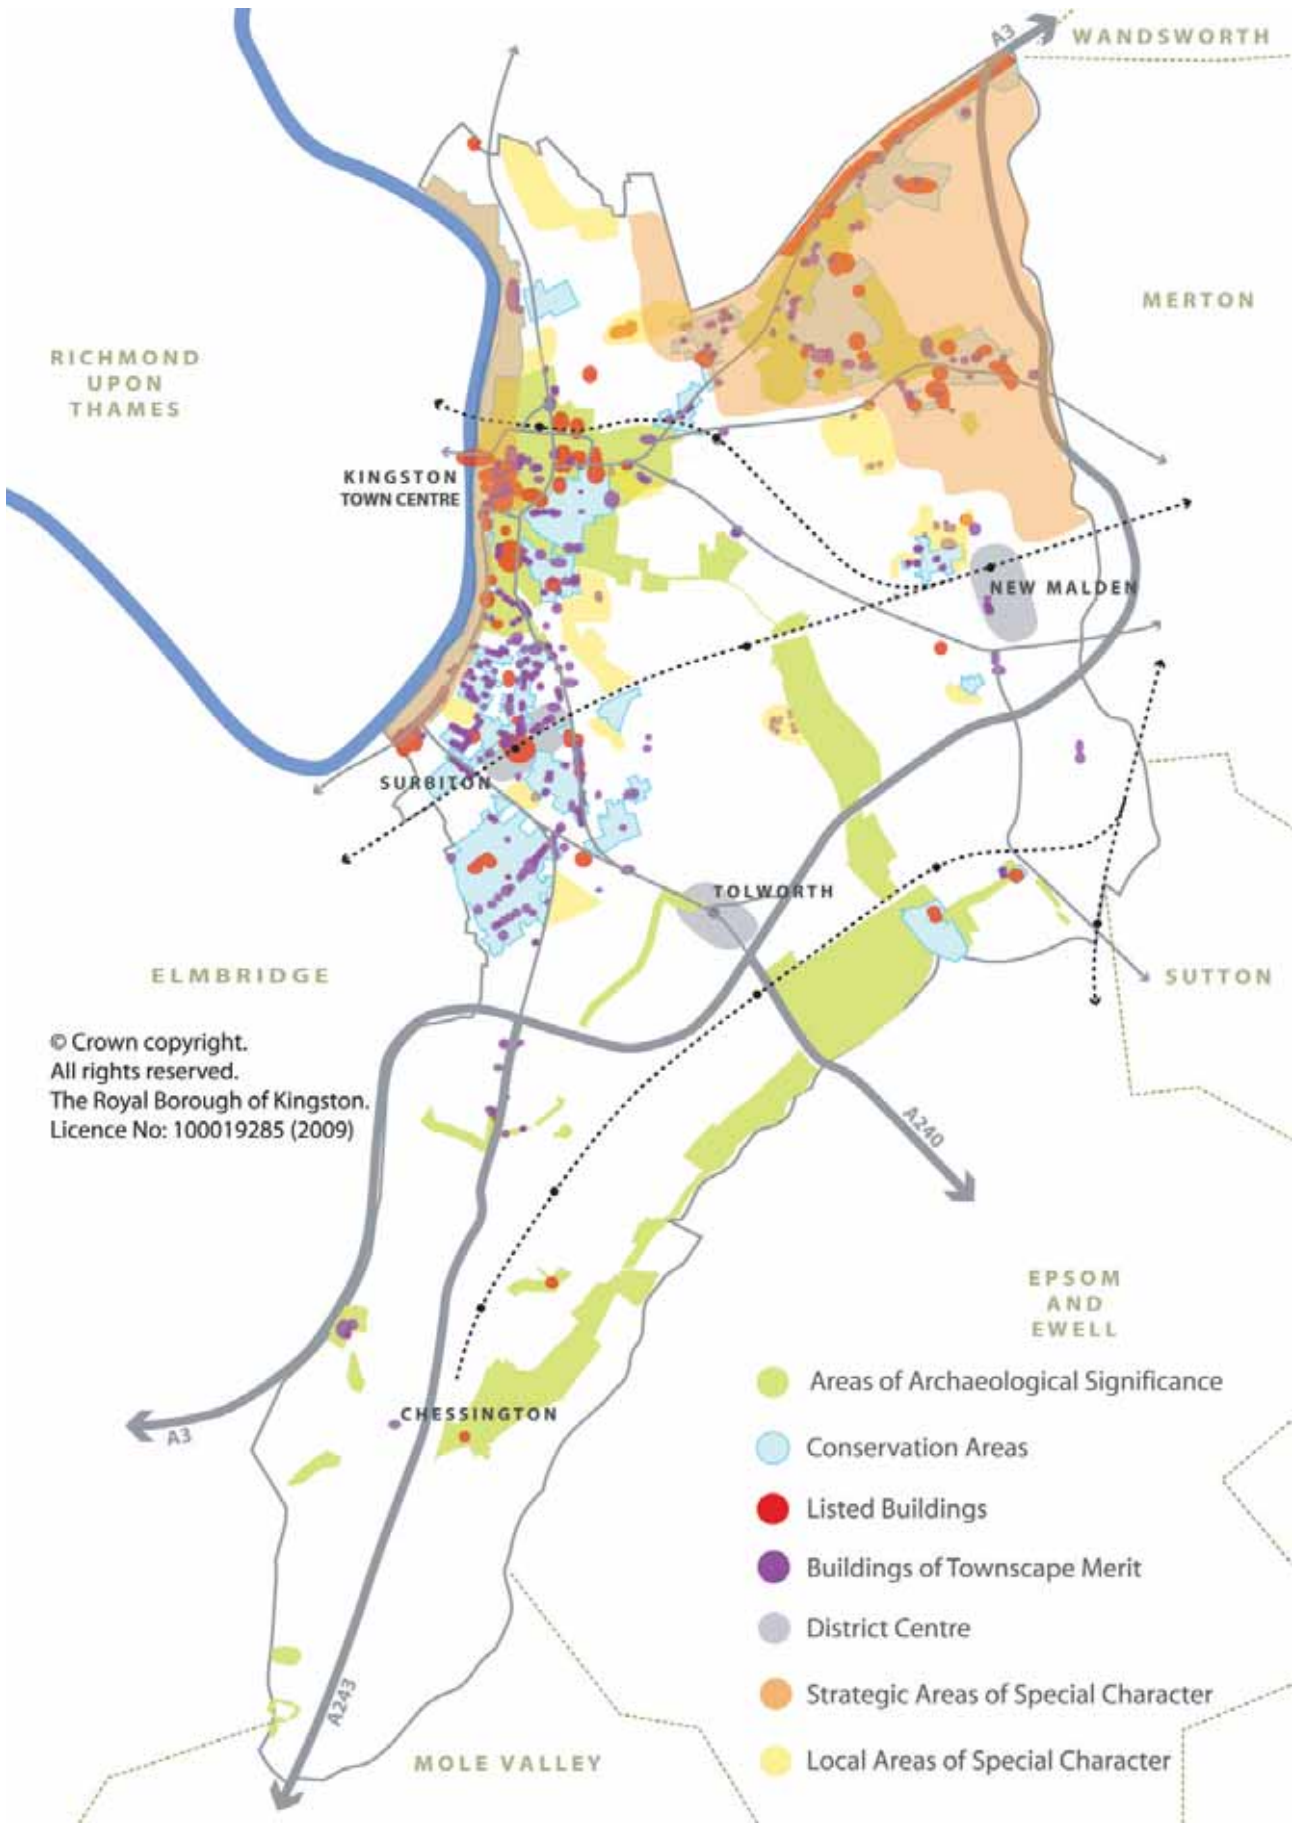 A3
WANDSWORTH
MERTON
RICHMOND
UPON
THAMES
KINGSTON
TOWN CENTRE
NEW MALDEN
SURBITON
TOLWORTH
ELMBRIDGE
SUTTON
© Crown copyright.
All rights reserved.
The Royal Borough of Kingston.
Licence No: 100019285 (2009)
A240
EPSOM
AND
EWELL
CHESSINGTON
A3
A243
MOLE VALLEY
Areas of Archaeological Significance
Conservation Areas
Listed Buildings
Buildings of Townscape Merit
District Centre
Strategic Areas of Special Character
Local Areas of Special Character